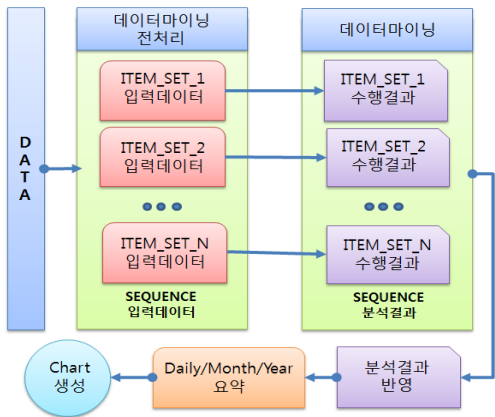 DATA
데이터마이닝
전처리
ITEM_SET_1
입력데이터
ITEM_SET_2
입력데이터
ITEM_SET_N
입력데이터
SEQUENCE
입력데이터
데이터마이닝
ITEM_SET_1
수행결과
ITEM_SET_2
수행결과
ITEM_SET_N
수행결과
SEQUENCE
분석결과
Chart
생성
Daily/Month/Year
요약
분석결과
반영